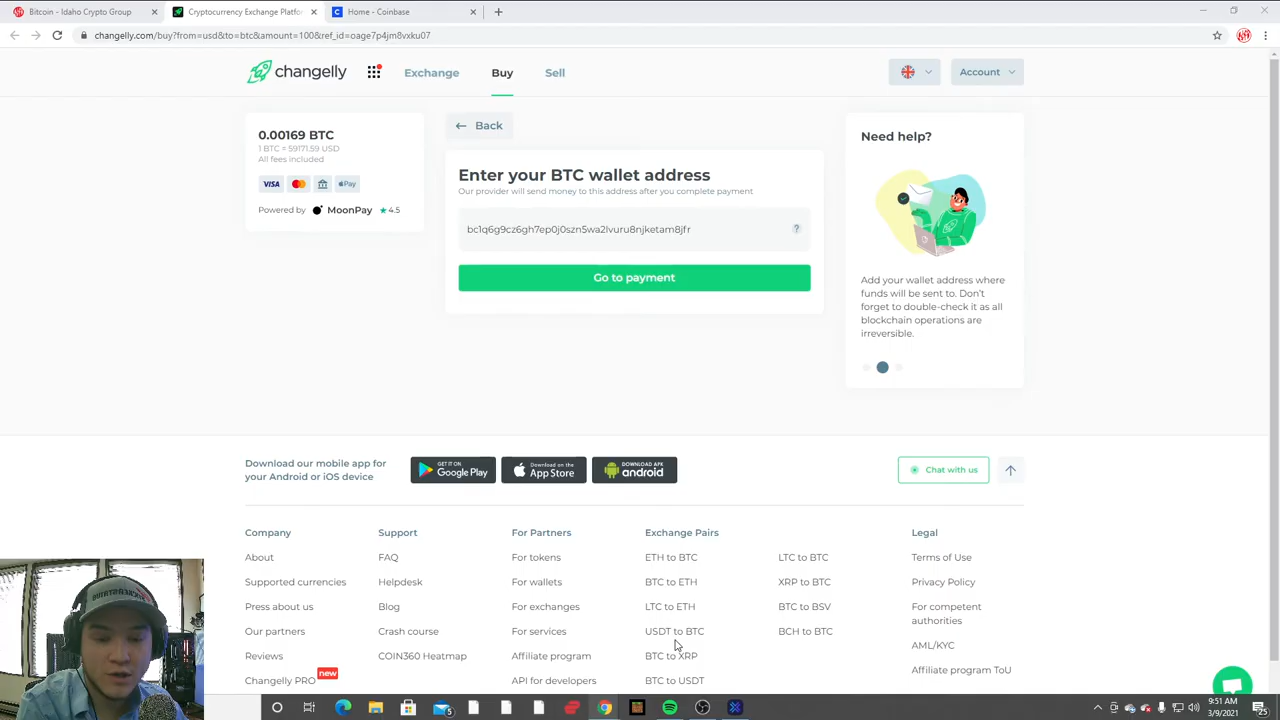 Bitcoin - Idaho Crypto Group
Cryptocurrency Exchange Platfo
Home - Coinbase
changelly.com/buy?from=usd&to=btc&amount=100&ref_id=oage7p4jm8vxku07
changelly
Exchange
Buy
Sell
Account
0.00169 BTC
1 BTC = 59171.59 USD
All fees included
VISA
Pay
Powered by MoonPay ★ 4.5
← Back
Enter your BTC wallet address
Our provider will send money to this address after you complete payment
bc1q6g9cz6gh7ep0j0szn5wa2lvuru8njketam8jfr
?
Go to payment
Need help?
Add your wallet address where
funds will be sent to. Don't
forget to double-check it as all
blockchain operations are
irreversible.
Download our mobile app for
your Android or iOS device
GET IT ON
Google Play
Download on the
App Store
DOWNLOAD APK
android
Chat with us
Company
About
Supported currencies
Press about us
Our partners
Reviews
Changelly PRO
new
Support
FAQ
Helpdesk
Blog
Crash course
COIN360 Heatmap
For Partners
For tokens
For wallets
For exchanges
For services
Affiliate program
API for developers
Exchange Pairs
ETH to BTC
BTC to ETH
LTC to ETH
USDT to BTC
BTC to XRP
BTC to USDT
LTC to BTC
XRP to BTC
BTC to BSV
BCH to BTC
Legal
Terms of Use
Privacy Policy
For competent
authorities
AML/KYC
Affiliate program ToU
5
9:51 AM
3/9/2021